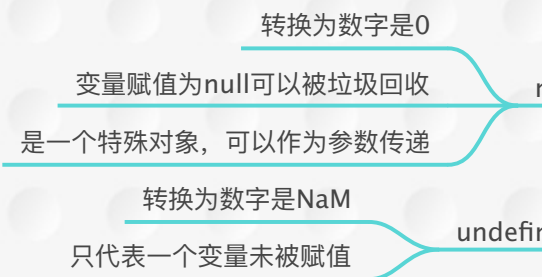 转换为数字是0
变量赋值为null可以被垃圾回收
是一个特殊对象，可以作为参数传递
转换为数字是NaM
undefin
只代表一个变量未被赋值